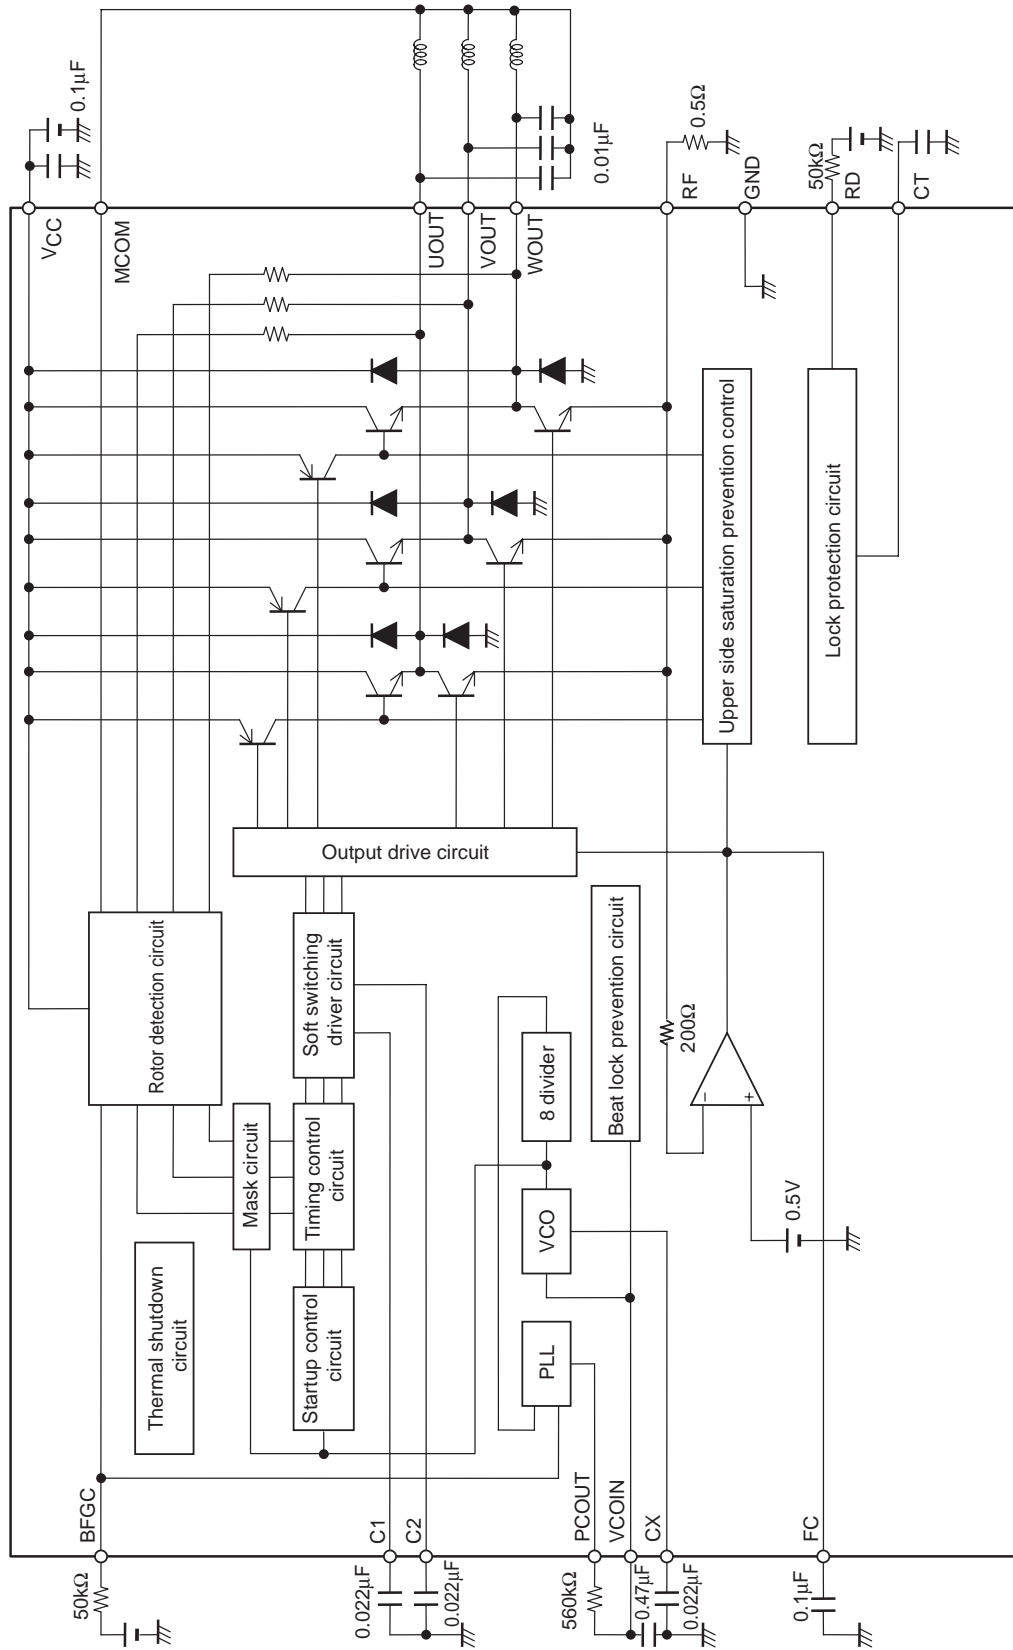 0.1µF
VCC
MCOM
UOUT
VOUT
WOUT
0.01µF
RF
0.5Ω
GND
50kΩ
RD
CT
Upper side saturation prevention control
Lock protection circuit
Output drive circuit
Rotor detection circuit
Soft switching
driver circuit
Mask circuit
Timing control
circuit
8 divider
Beat lock prevention circuit
200Ω
−
+
Thermal shutdown
circuit
Startup control
circuit
VCO
PLL
0.5V
BFGC
50kΩ
C1
C2
0.022µF
0.022µF
PCOUT
VCOIN
CX
560kΩ
0.47µF
0.022µF
FC
0.1µF